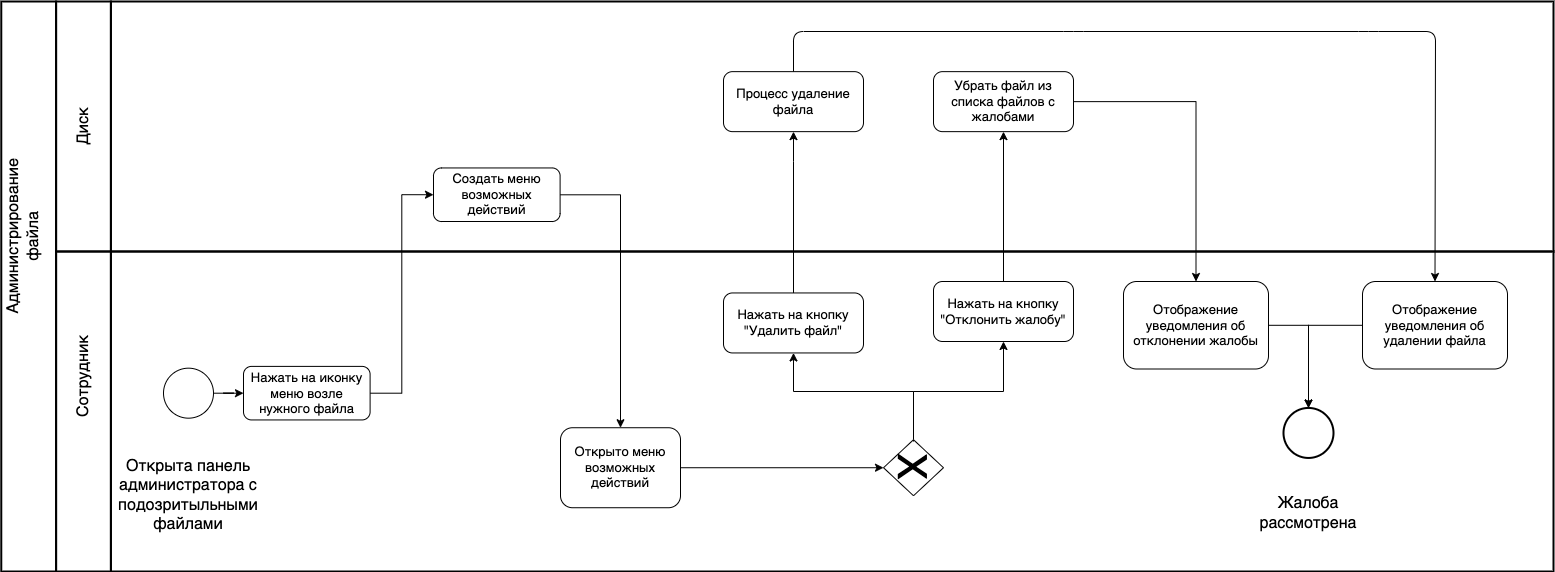 Администрирование
файла
Диск
Сотрудник
Процесс удаление
файла
Убрать файл из
списка файлов с
жалобами
Создать меню
возможных
действий
Нажать на кнопку
"Удалить файл"
Нажать на кнопку
"Отклонить жалобу"
Отображение
уведомления об
отклонении жалобы
Отображение
уведомления об
удалении файла
Нажать на иконку
меню возле
нужного файла
Открыто меню
возможных
действий
Открыта панель
администратора с
подозритыльными
файлами
Жалоба
рассмотрена